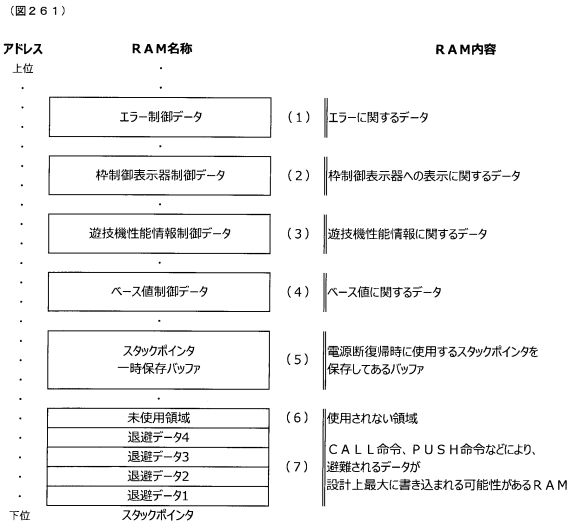 (図２６１)
アドレス ＲＡＭ名称 ＲＡＭ内容
上位
エラー制御データ (１) エラーに関するデータ
枠制御表示器制御データ (２) 枠制御表示器への表示に関するデータ
遊技機性能情報制御データ (３) 遊技機性能情報に関するデータ
ベース値制御データ (４) ベース値に関するデータ
スタックポインタ
一時保存バッファ
(５)
電源断復帰時に使用するスタックポインタを
保存してあるバッファ
未使用領域 (６) 使用されない領域
退避データ4
退避データ3
退避データ2
退避データ1
(７)
ＣＡＬＬ命令、ＰＵＳＨ命令などにより、
避難されるデータが
設計上最大に書き込まれる可能性があるＲＡＭ
下位 スタックポインタ